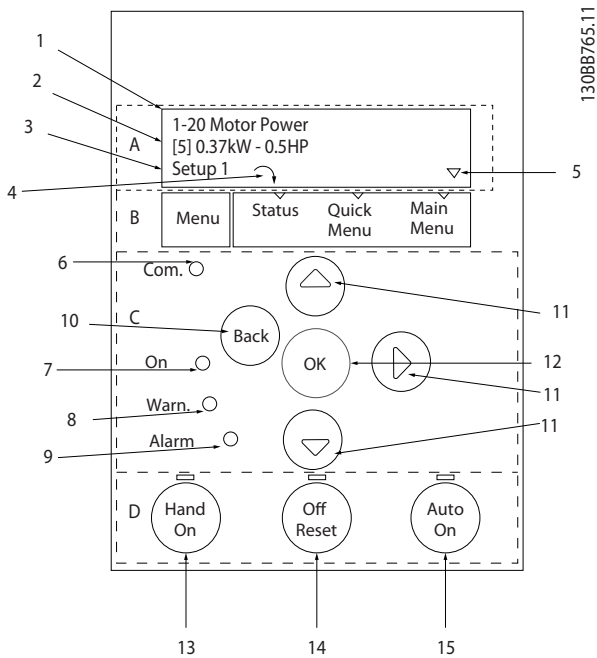 130BB765.11
1
2
3
4
5
A
1-20 Motor Power
[5] 0.37kW - 0.5HP
Setup 1
B
Menu
Status
Quick
Menu
Main
Menu
6
Com.
C
10
Back
11
On
7
OK
12
11
Warn.
8
11
Alarm
9
D
Hand
On
Off
Reset
Auto
On
13
14
15